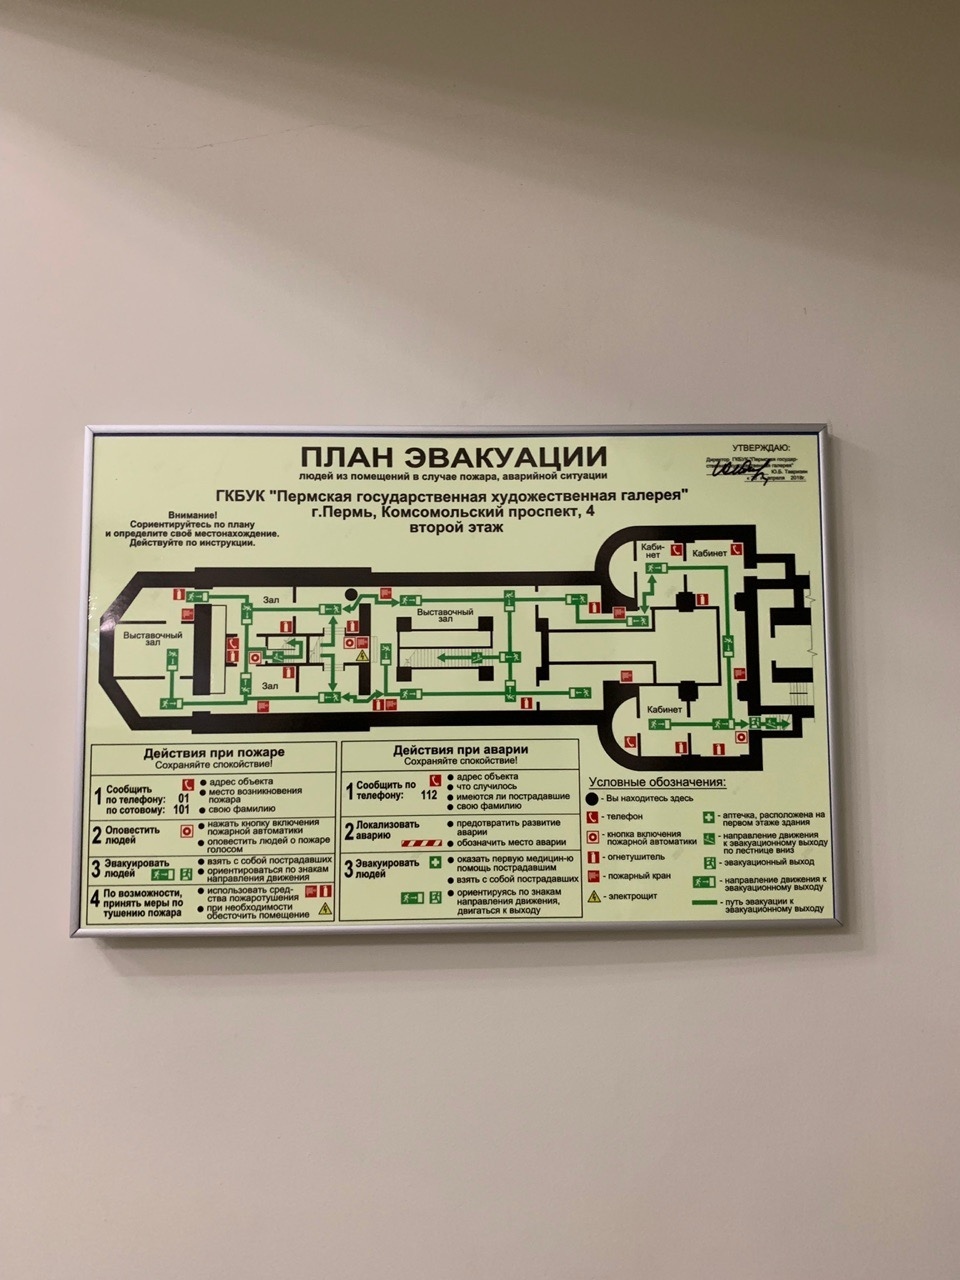 ПЛАН ЭВАКУАЦИИ
людей из помещений в случае пожара, аварийной ситуации
ГКБУК "Пермская государственная художественная галерея"
г.Пермь, Комсомольский проспект, 4
второй этаж
УТВЕРЖДАЮ:
Директор ГКБУК "Пермская государ-
галерея"
Ю.Б. Тавризян
апреля 2018г.
Внимание!
Сориентируйтесь по плану
и определите своё местонахождение.
Действуйте по инструкции.
Каби-
нет
Кабинет
Зал
Выставочный
зал
Выставочный
зал
Зал
Кабинет
Действия при пожаре
Сохраняйте спокойствие!
1 Сообщить
по телефону: 01
по сотовому: 101
● адрес объекта
● место возникновения
пожара
● свою фамилию
2 Оповестить
людей
● нажать кнопку включения
пожарной автоматики
● оповестить людей о пожаре
голосом
3 Эвакуировать
людей
● взять с собой пострадавших
● ориентироваться по знакам
направления движения
4 По возможности,
принять меры по
тушению пожара
● использовать сред-
ства пожаротушения
● при необходимости
обесточить помещение
Действия при аварии
Сохраняйте спокойствие!
1 Сообщить по
телефону: 112
● адрес объекта
● что случилось
● имеются ли пострадавшие
● свою фамилию
2 Локализовать
аварию
● предотвратить развитие
аварии
● обозначить место аварии
3 Эвакуировать
людей
● оказать первую медицин-ю
помощь пострадавшим
● взять с собой пострадавших
● ориентируясь по знакам
направления движения,
двигаться к выходу
Условные обозначения:
- Вы находитесь здесь
- телефон
- кнопка включения
пожарной автоматики
- огнетушитель
- пожарный кран
- электрощит
- аптечка, расположена на
первом этаже здания
- направление движения
к эвакуационному выходу
по лестнице вниз
- эвакуационный выход
- направление движения к
эвакуационному выходу
- путь эвакуации к
эвакуационному выходу